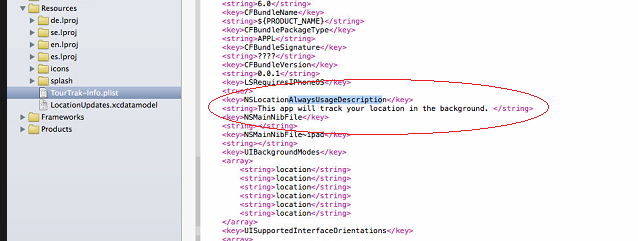 Resources
de.lproj
se.lproj
en.lproj
es.lproj
icons
splash
TourTrak-Info.plist
LocationUpdates.xcdatamodel
Frameworks
Products
<string>6.0</string>
<key>CFBundleName</key>
<string>${PRODUCT_NAME}</string>
<key>CFBundlePackageType</key>
<string>APPL</string>
<key>CFBundleSignature</key>
<string>????</string>
<key>CFBundleVersion</key>
<string>0.0.1</string>
<key>LSRequiresIPhoneOS</key>
<true/>
<key>NSLocationAlwaysUsageDescription</key>
<string>This app will track your location in the background. </string>
<key>NSMainNibFile</key>
<string></string>
<key>NSMainNibFile~ipad</key>
<string></string>
<key>UIBackgroundModes</key>
<array>
<string>location</string>
<string>location</string>
<string>location</string>
<string>location</string>
<string>location</string>
</array>
<key>UISupportedInterfaceOrientations</key>
<array>